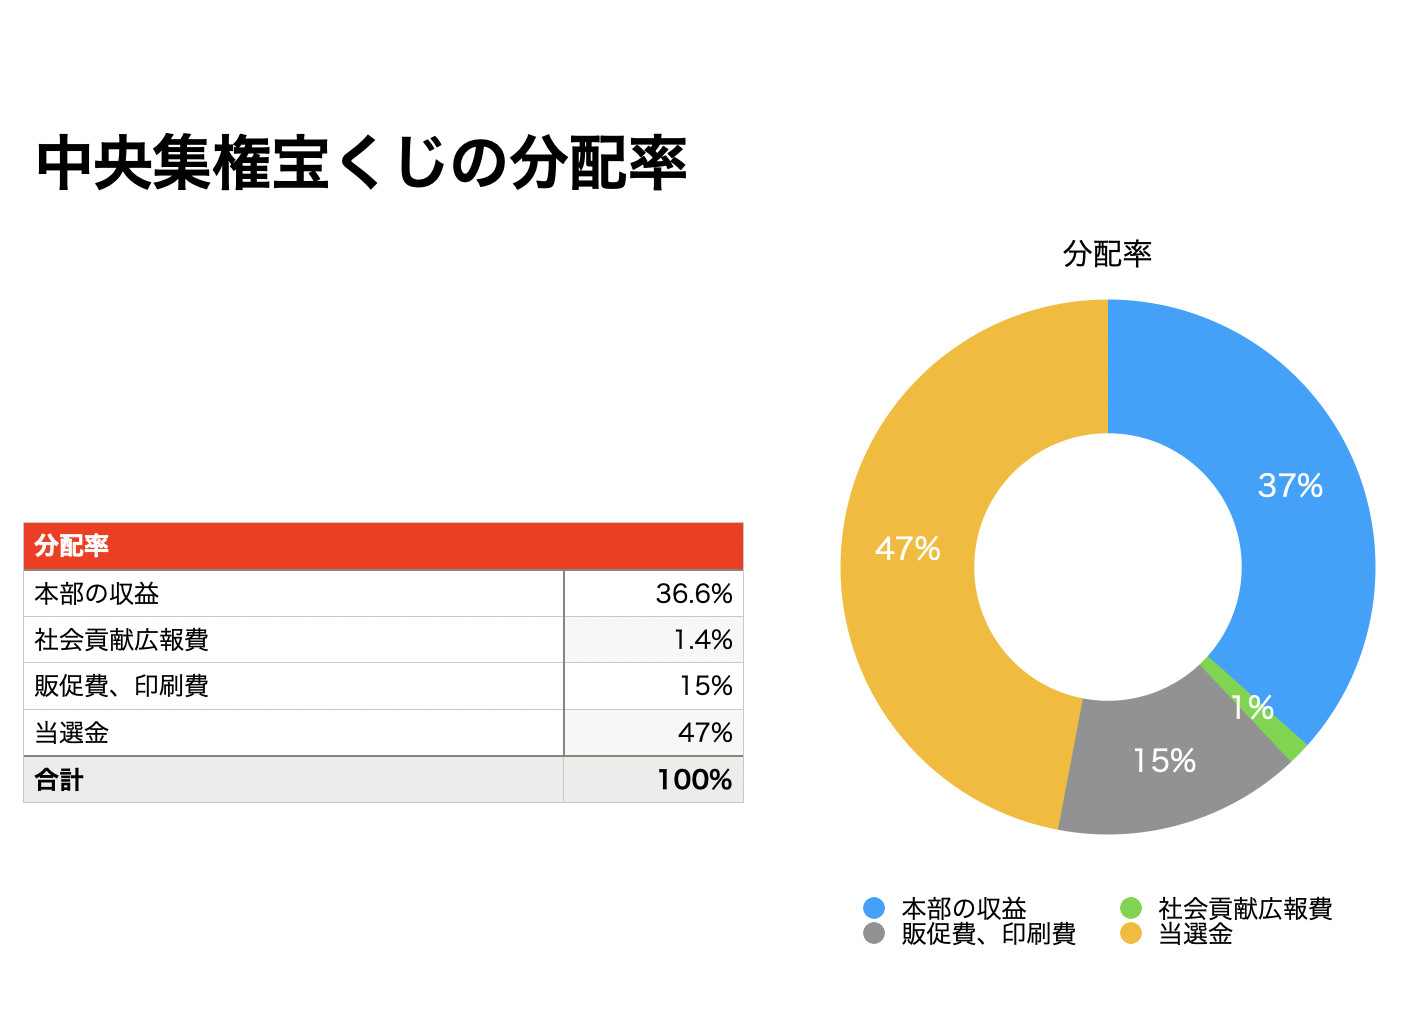 中央集権宝くじの分配率
分配率
本部の収益 36.6%
社会貢献広報費 1.4%
販促費、印刷費 15%
当選金 47%
合計 100%
分配率
37%
47%
1%
15%
本部の収益 社会貢献広報費
販促費、印刷費 当選金